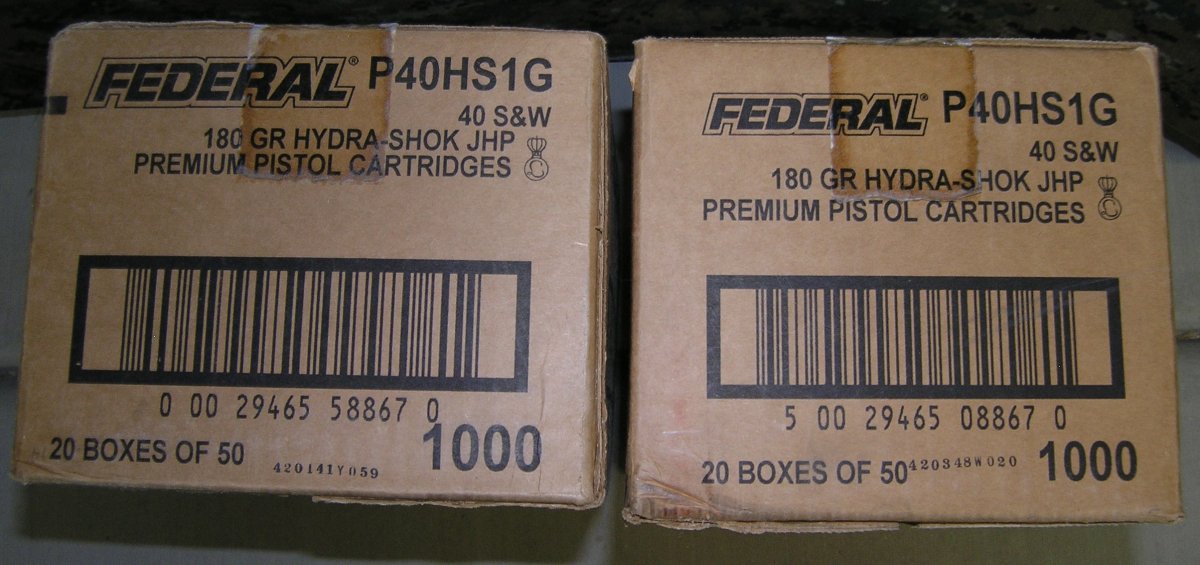 FEDERAL® P40HS1G
40 S&W
180 GR HYDRA-SHOK JHP
PREMIUM PISTOL CARTRIDGES C
0 00 29465 58867 0
20 BOXES OF 50 420141Y059 1000
FEDERAL® P40HS1G
40 S&W
180 GR HYDRA-SHOK JHP
PREMIUM PISTOL CARTRIDGES C
5 00 29465 08867 0
20 BOXES OF 50 420348W020 1000